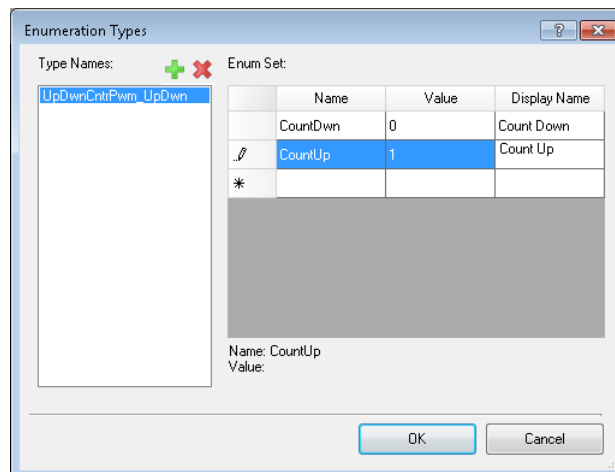 Enumeration Types
Type Names:
Enum Set:
UpDwnCntrPwm_UpDwn
Name Value Display Name
CountDwn 0 Count Down
CountUp 1 Count Up
Name: CountUp
Value:
OK Cancel